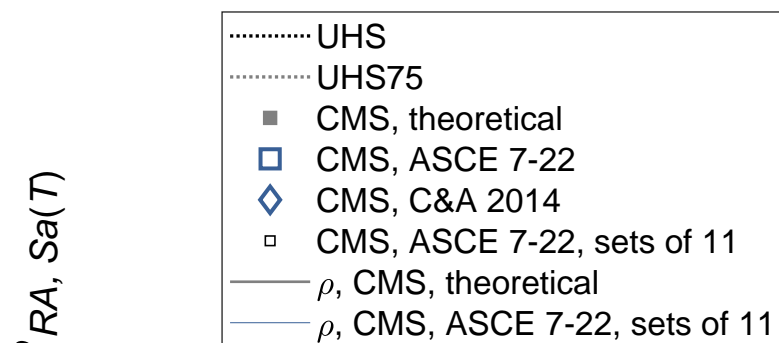 UHS
UHS75
CMS, theoretical
CMS, ASCE 7-22
CMS, C&A 2014
CMS, ASCE 7-22, sets of 11
ρ, CMS, theoretical
ρ, CMS, ASCE 7-22, sets of 11
RA, Sa(T)